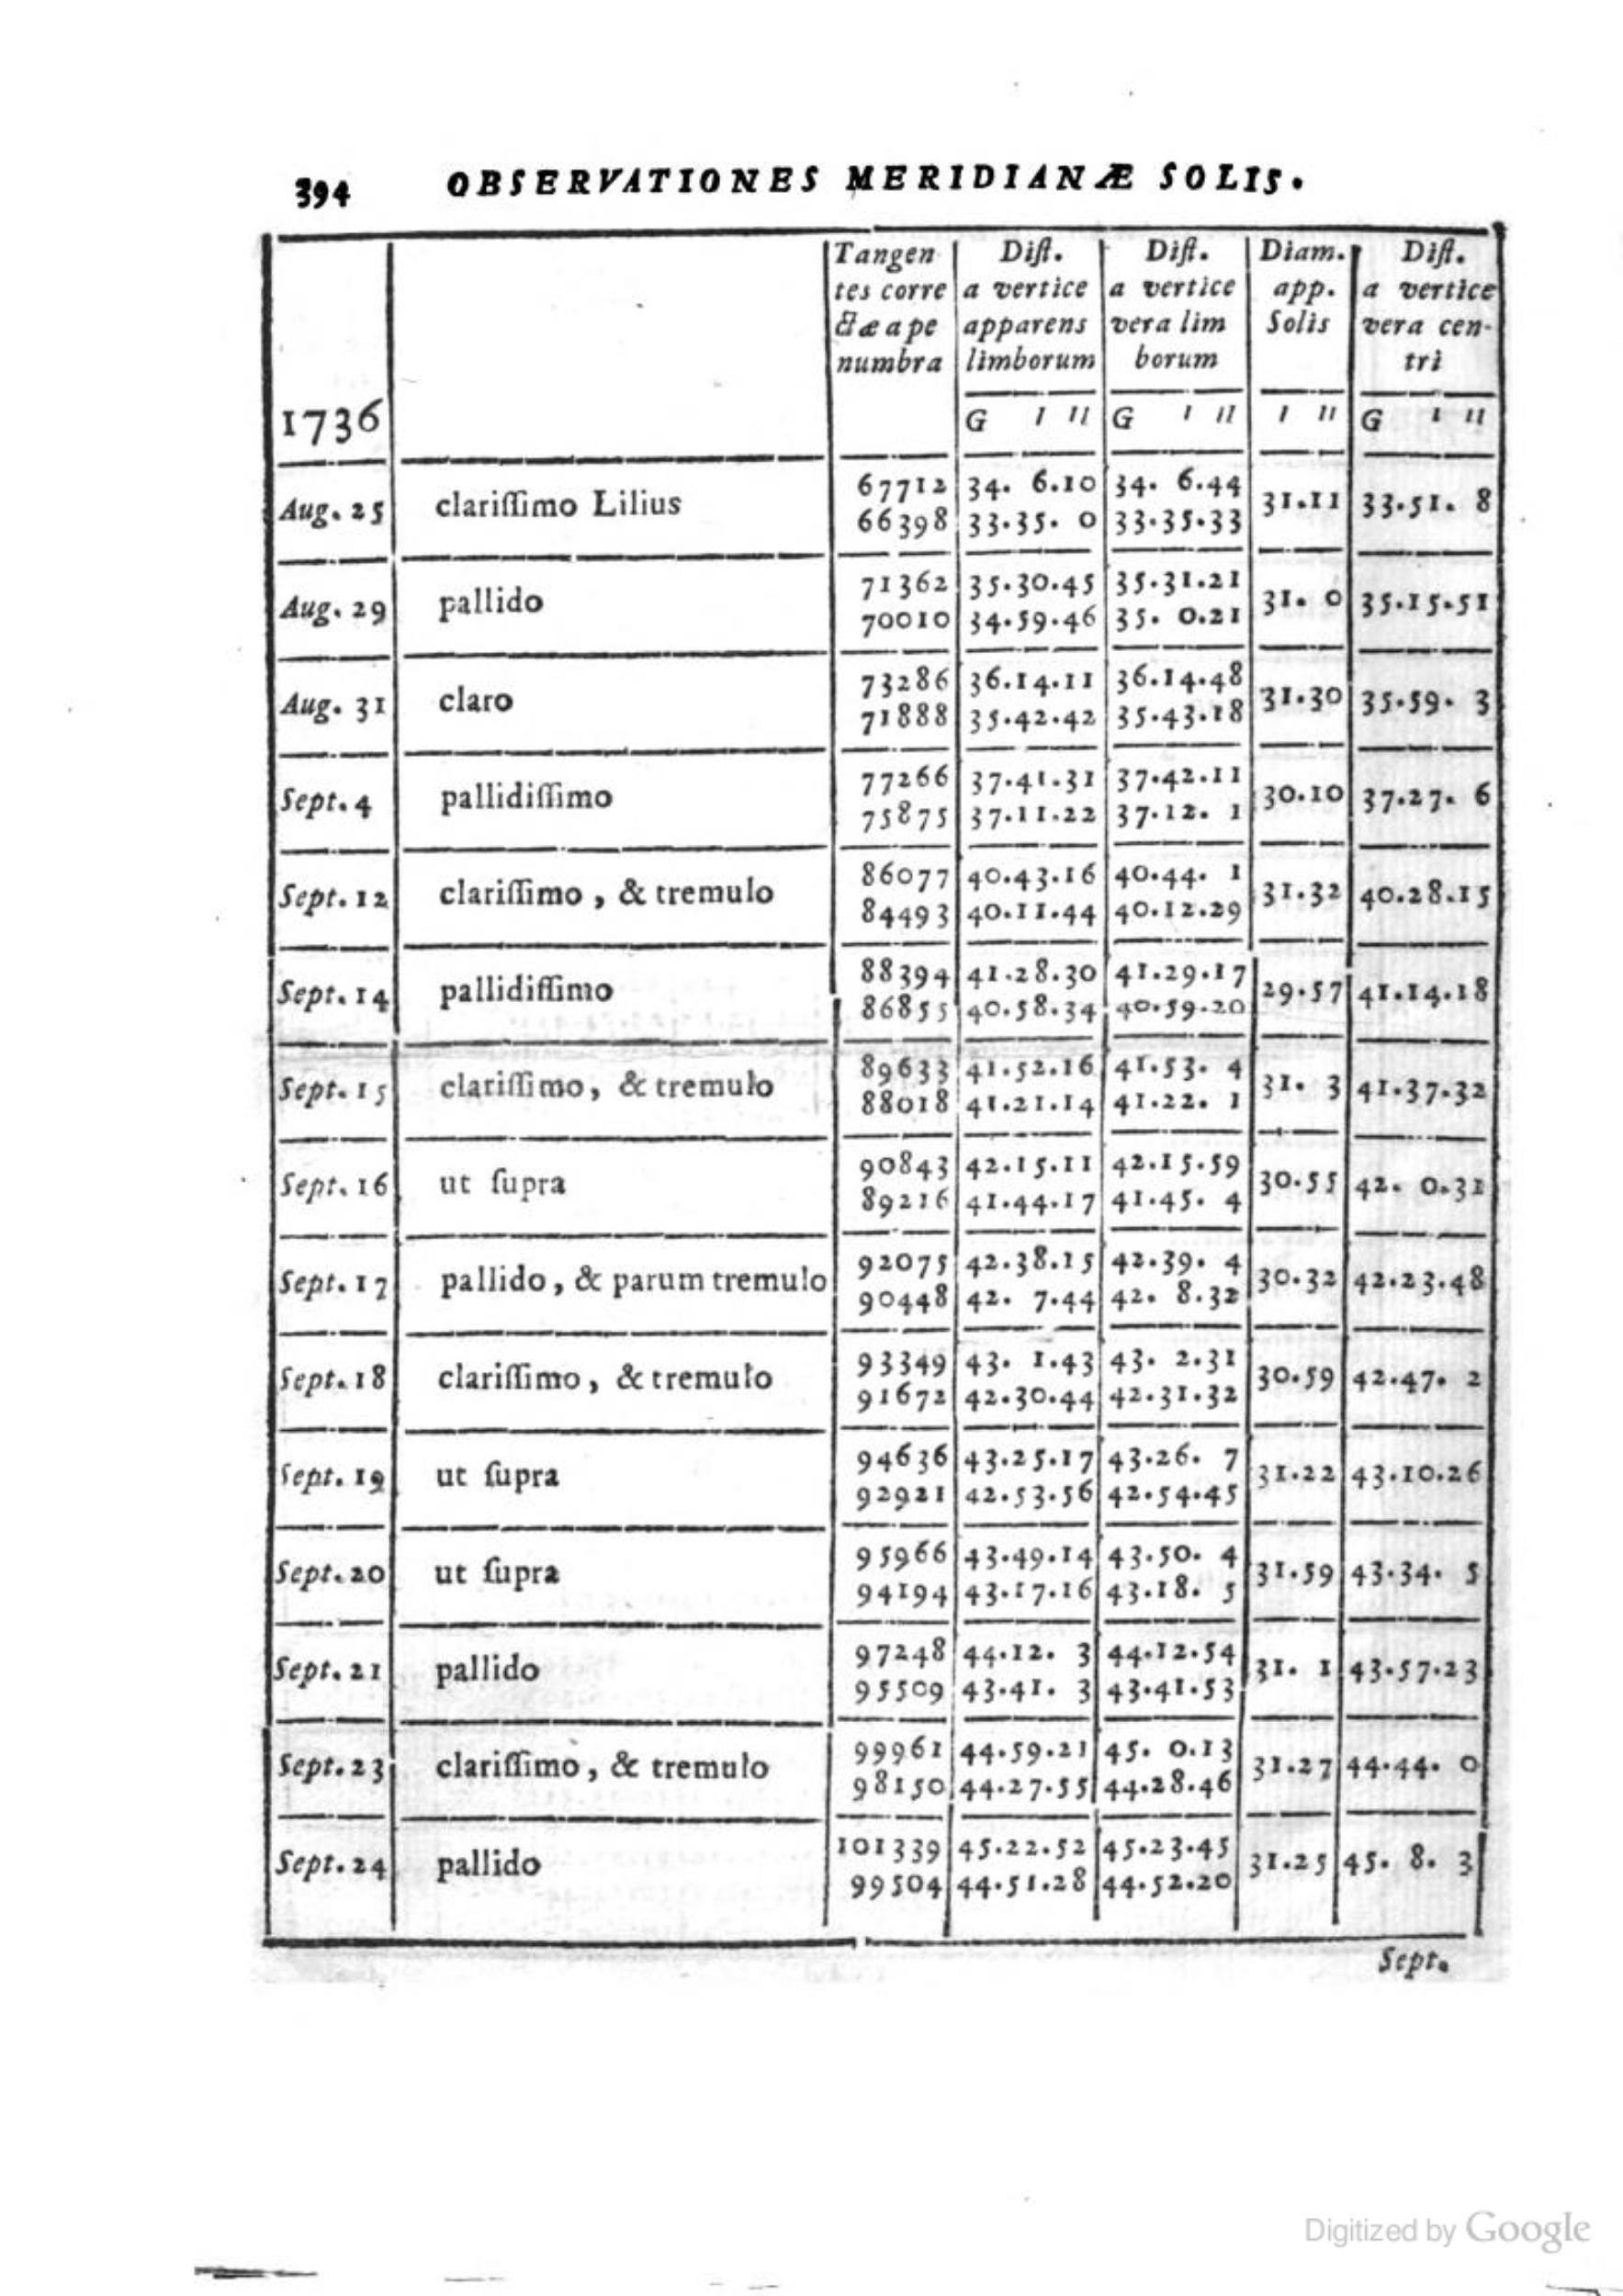 394 OBSERVATIONES MERIDIANÆ SOLIS.
Tangen Diſt. Diſt. Diam. Diſt.
tes corre a vertice a vertice app. a vertice
ctæ a pe apparens vera lim Solis vera cen-
numbra limborum borum tri
1736 G I II G I II I II G I II
67712 34. 6.10 34. 6.44
Aug. 25 clariſſimo Lilius 31.11 33.51. 8
66398 33.35. 0 33.35.33
71362 35.30.45 35.31.21
Aug. 29 pallido 31. 0 35.15.51
70010 34.59.46 35. 0.21
73286 36.14.11 36.14.48
Aug. 31 claro 31.30 35.59. 3
71888 35.42.42 35.43.18
77266 37.41.31 37.42.11
Sept. 4 pallidiſſimo 30.10 37.27. 6
75875 37.11.22 37.12. 1
86077 40.43.16 40.44. 1
Sept. 12 clariſſimo , & tremulo 31.32 40.28.15
84493 40.11.44 40.12.29
88394 41.28.30 41.29.17
Sept. 14 pallidiſſimo 29.57 41.14.18
86855 40.58.34 40.59.20
89633 41.52.16 41.53. 4
Sept. 15 clariſſimo, & tremulo 31. 3 41.37.32
88018 41.21.14 41.22. 1
90843 42.15.11 42.15.59
Sept. 16 ut ſupra 30.55 42. 0.31
89216 41.44.17 41.45. 4
92075 42.38.15 42.39. 4
Sept. 17 pallido, & parum tremulo 30.32 42.23.48
90448 42. 7.44 42. 8.32
93349 43. 1.43 43. 2.31
Sept. 18 clariſſimo, & tremulo 30.59 42.47. 2
91672 42.30.44 42.31.32
94636 43.25.17 43.26. 7
Sept. 19 ut ſupra 31.22 43.10.26
92921 42.53.56 42.54.45
95966 43.49.14 43.50. 4
Sept. 20 ut ſupra 31.59 43.34. 5
94194 43.17.16 43.18. 5
97248 44.12. 3 44.12.54
Sept. 21 pallido 31. 1 43.57.23
95509 43.41. 3 43.41.53
99961 44.59.21 45. 0.13
Sept. 23 clariſſimo, & tremulo 31.27 44.44. 0
98150 44.27.55 44.28.46
101339 45.22.52 45.23.45
Sept. 24 pallido 31.25 45. 8. 3
99504 44.51.28 44.52.20
Sept.
Digitized by Google